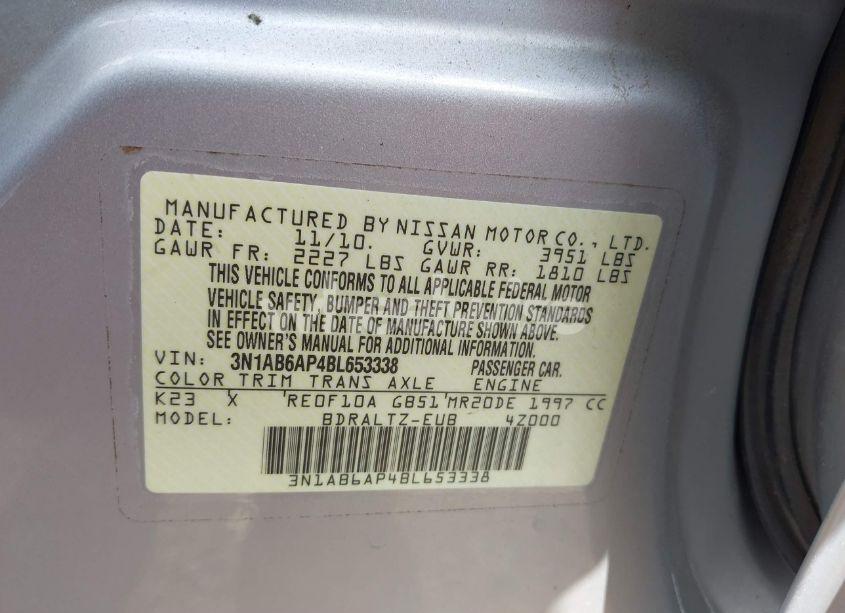 MANUFACTURED BY NISSAN MOTOR CO., LTD.
DATE: 11/10. GVWR: 3951 LBS
GAWR FR: 2227 LBS GAWR RR: 1810 LBS
THIS VEHICLE CONFORMS TO ALL APPLICABLE FEDERAL MOTOR
VEHICLE SAFETY, BUMPER AND THEFT PREVENTION STANDARDS
IN EFFECT ON THE DATE OF MANUFACTURE SHOWN ABOVE.
SEE OWNER'S MANUAL FOR ADDITIONAL INFORMATION.
VIN: 3N1AB6AP4BL653338 PASSENGER CAR.
COLOR TRIM TRANS AXLE ENGINE
K23 'X 'RE0F10A GB51'MR20DE 1997 CC
MODEL: BDRALTZ-EUB 4Z000
3N1AB6AP4BL653338